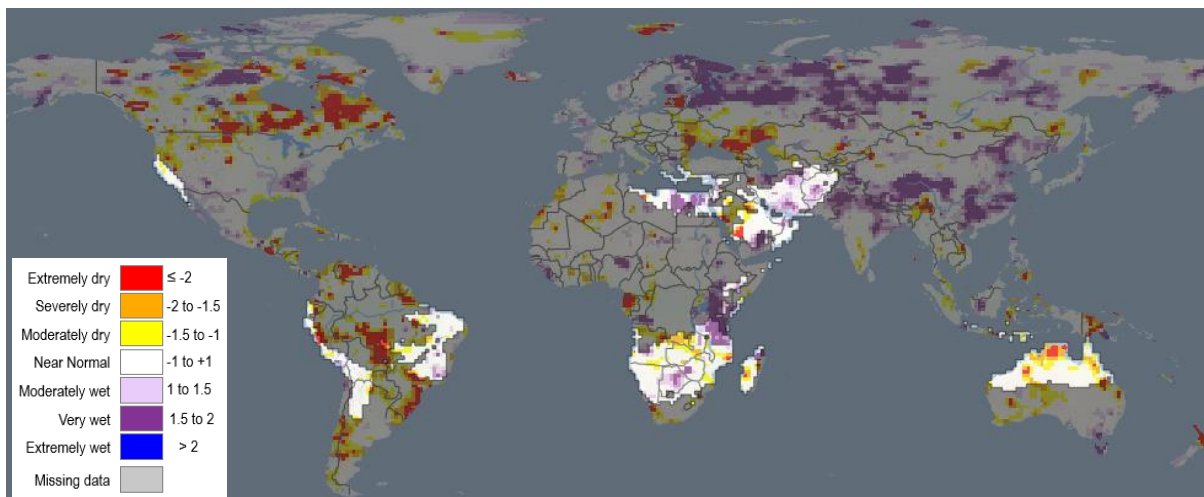 Extremely dry ≤ -2
Severely dry -2 to -1.5
Moderately dry -1.5 to -1
Near Normal -1 to +1
Moderately wet 1 to 1.5
Very wet 1.5 to 2
Extremely wet > 2
Missing data